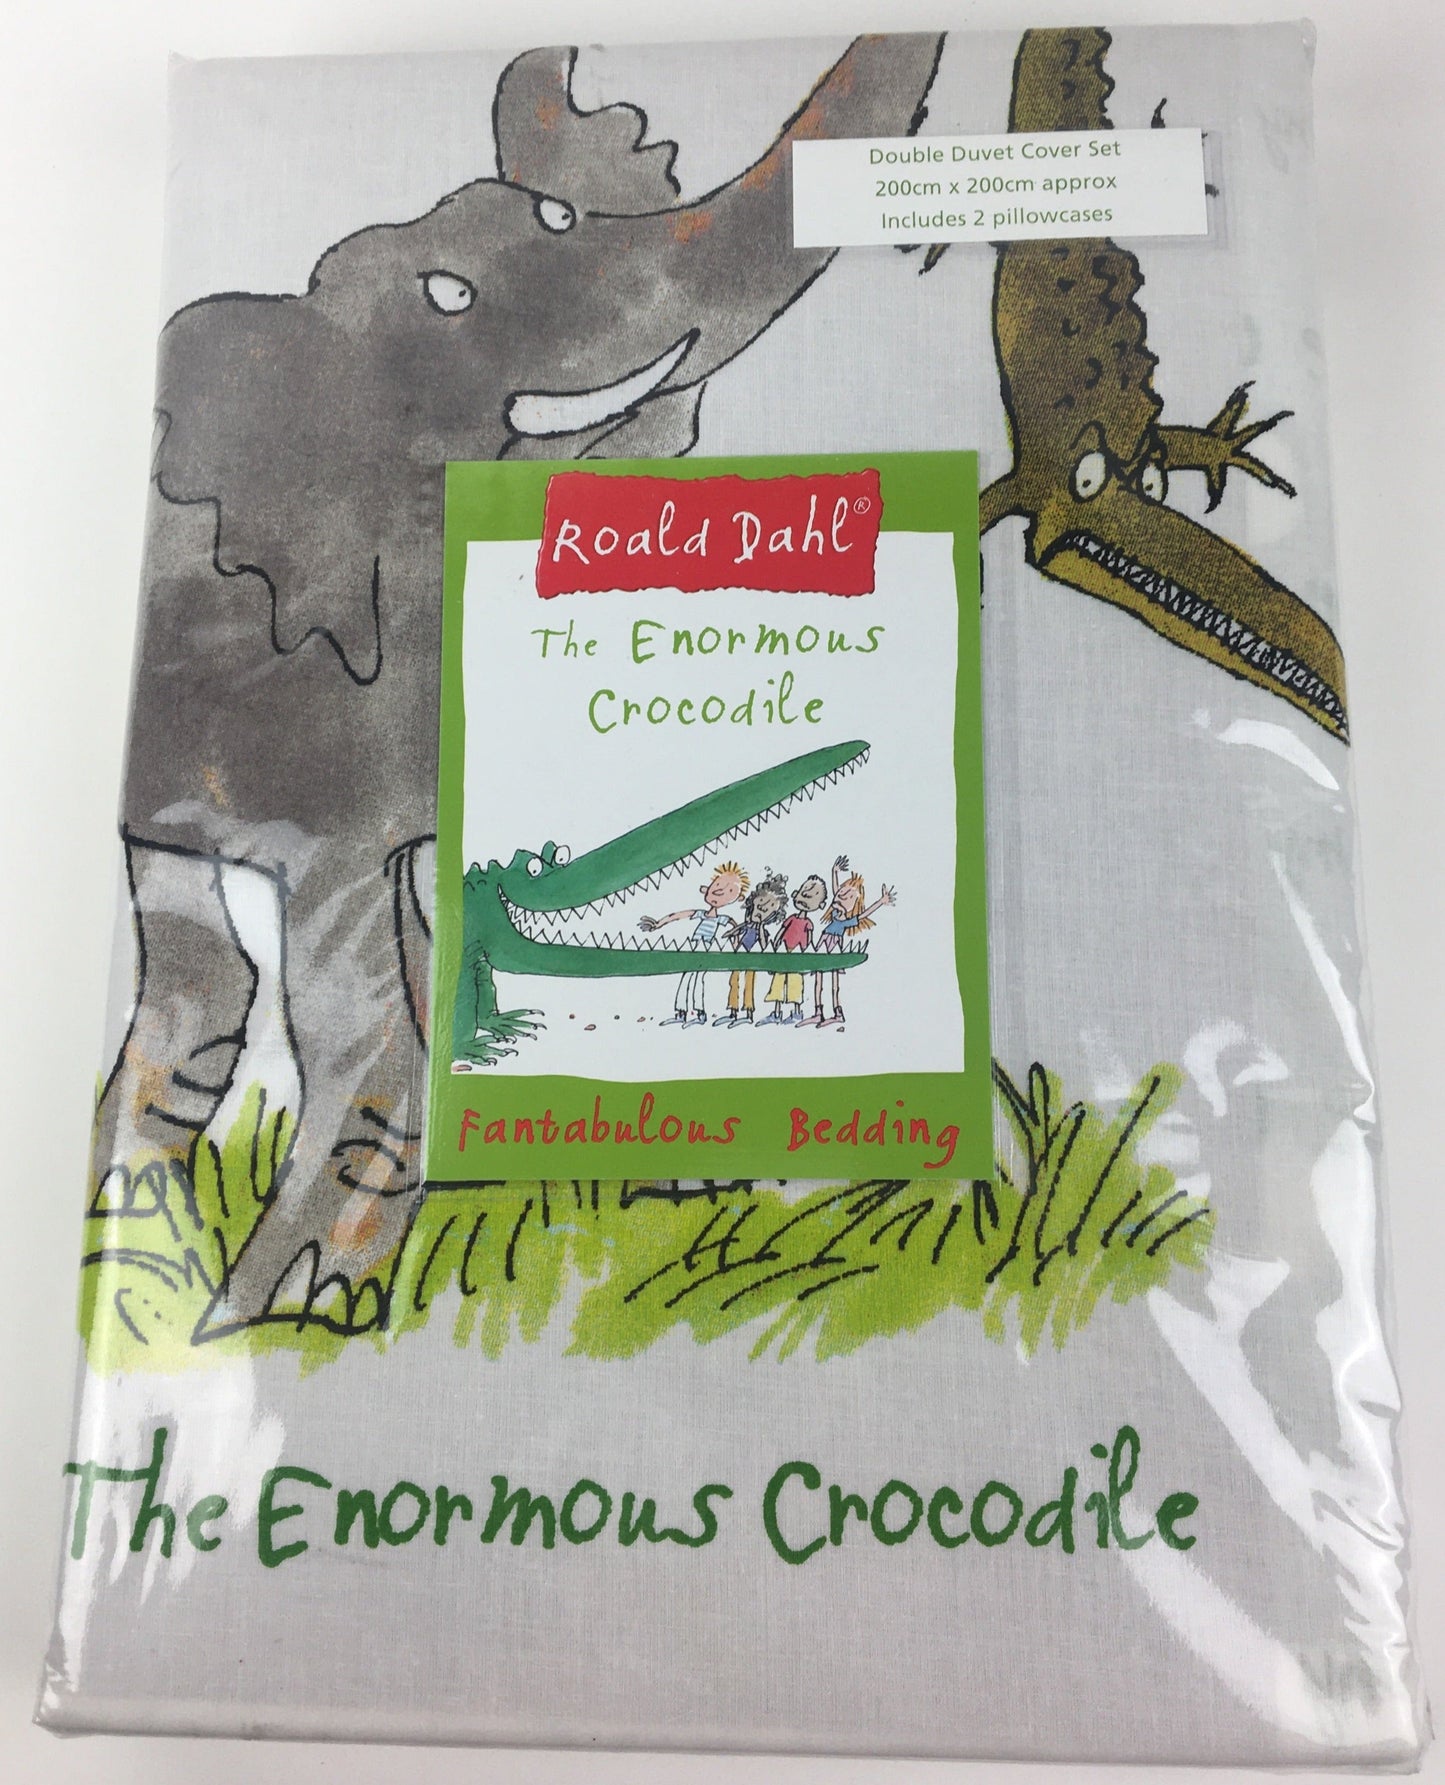 Double Duvet Cover Set
200cm x 200cm approx
Includes 2 pillowcases
Roald Dahl®
The Enormous
Crocodile
Fantabulous Bedding
The Enormous Crocodile